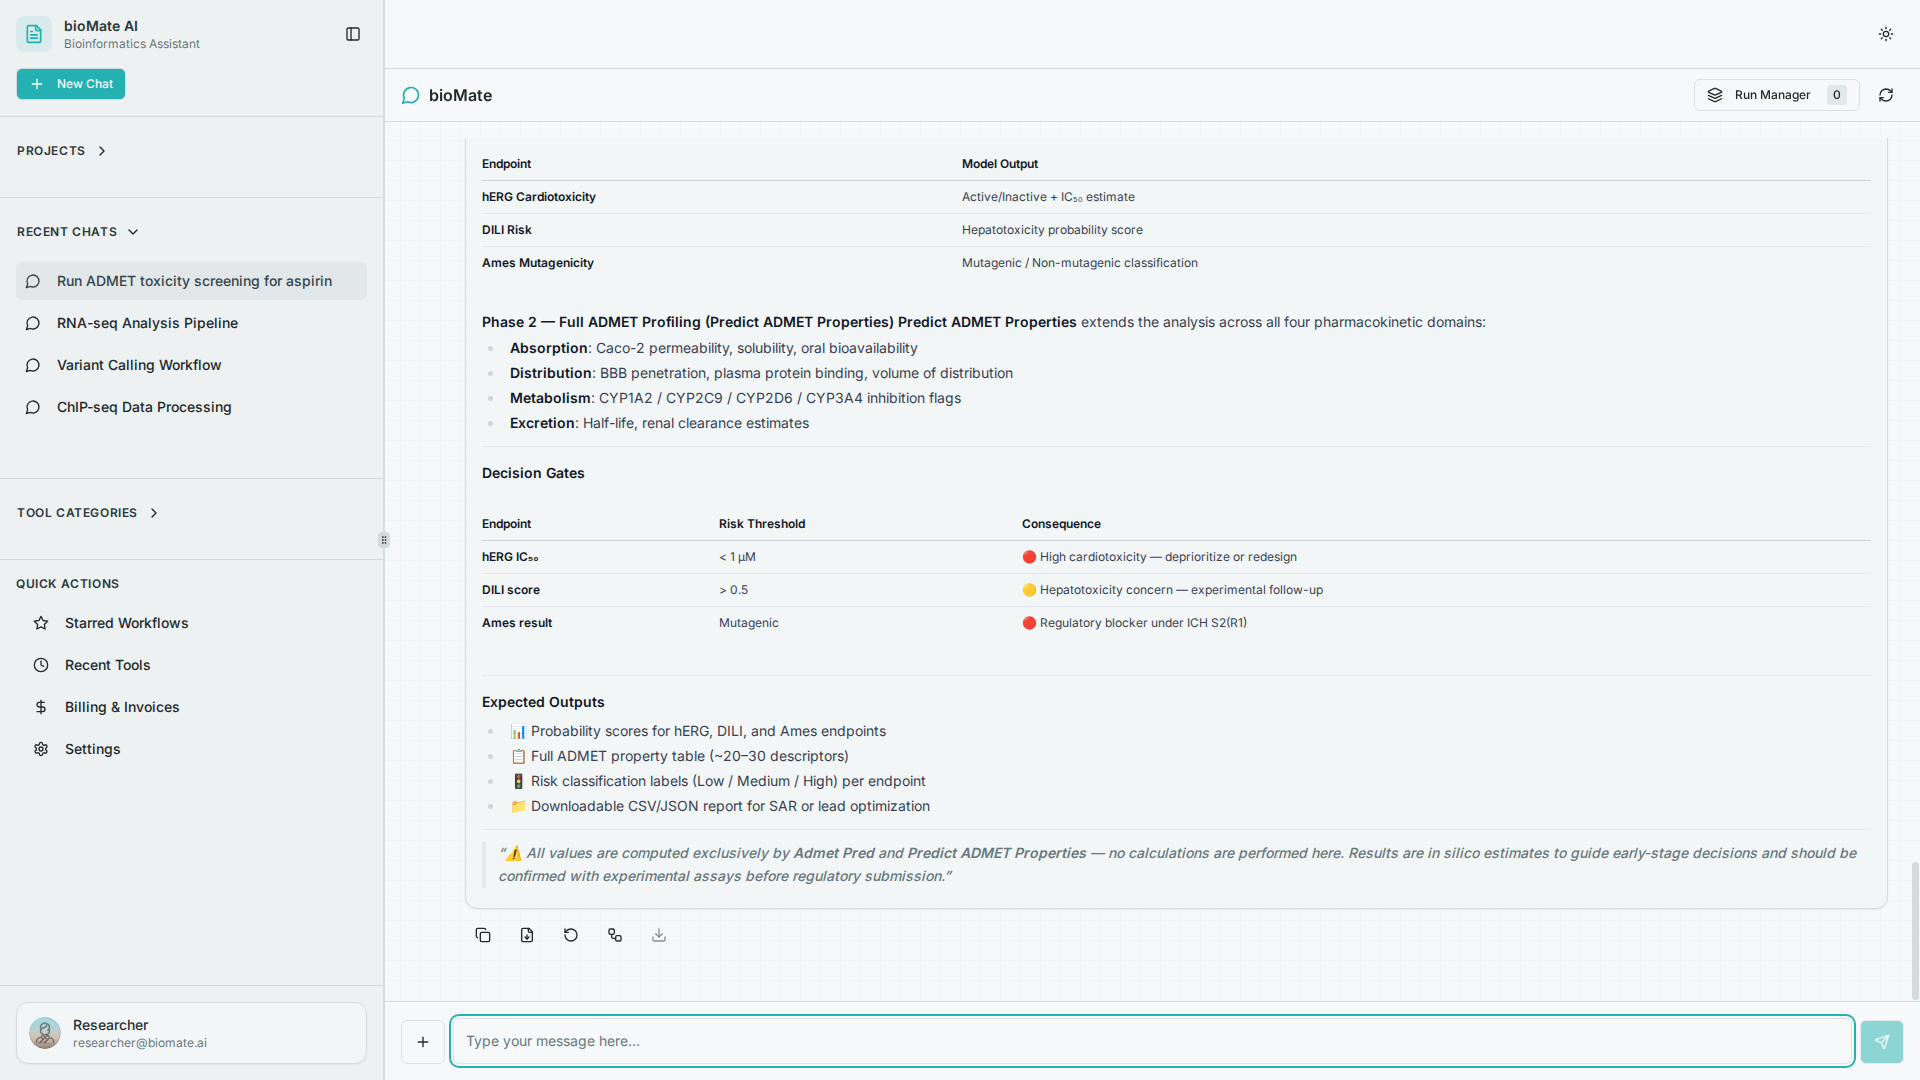 bioMate AI
Bioinformatics Assistant
New Chat
PROJECTS
RECENT CHATS
Run ADMET toxicity screening for aspirin
RNA-seq Analysis Pipeline
Variant Calling Workflow
ChIP-seq Data Processing
TOOL CATEGORIES
QUICK ACTIONS
Starred Workflows
Recent Tools
Billing & Invoices
Settings
Researcher
researcher@biomate.ai
bioMate
Run Manager 0
Endpoint Model Output
hERG Cardiotoxicity Active/Inactive + IC₅₀ estimate
DILI Risk Hepatotoxicity probability score
Ames Mutagenicity Mutagenic / Non-mutagenic classification
Phase 2 — Full ADMET Profiling (Predict ADMET Properties) Predict ADMET Properties extends the analysis across all four pharmacokinetic domains:
Absorption: Caco-2 permeability, solubility, oral bioavailability
Distribution: BBB penetration, plasma protein binding, volume of distribution
Metabolism: CYP1A2 / CYP2C9 / CYP2D6 / CYP3A4 inhibition flags
Excretion: Half-life, renal clearance estimates
Decision Gates
Endpoint Risk Threshold Consequence
hERG IC₅₀ < 1 μM 🔴 High cardiotoxicity — deprioritize or redesign
DILI score > 0.5 🟡 Hepatotoxicity concern — experimental follow-up
Ames result Mutagenic 🔴 Regulatory blocker under ICH S2(R1)
Expected Outputs
📊 Probability scores for hERG, DILI, and Ames endpoints
📋 Full ADMET property table (~20–30 descriptors)
🚦 Risk classification labels (Low / Medium / High) per endpoint
📁 Downloadable CSV/JSON report for SAR or lead optimization
“⚠️ All values are computed exclusively by Admet Pred and Predict ADMET Properties — no calculations are performed here. Results are in silico estimates to guide early-stage decisions and should be
confirmed with experimental assays before regulatory submission.”
Type your message here...